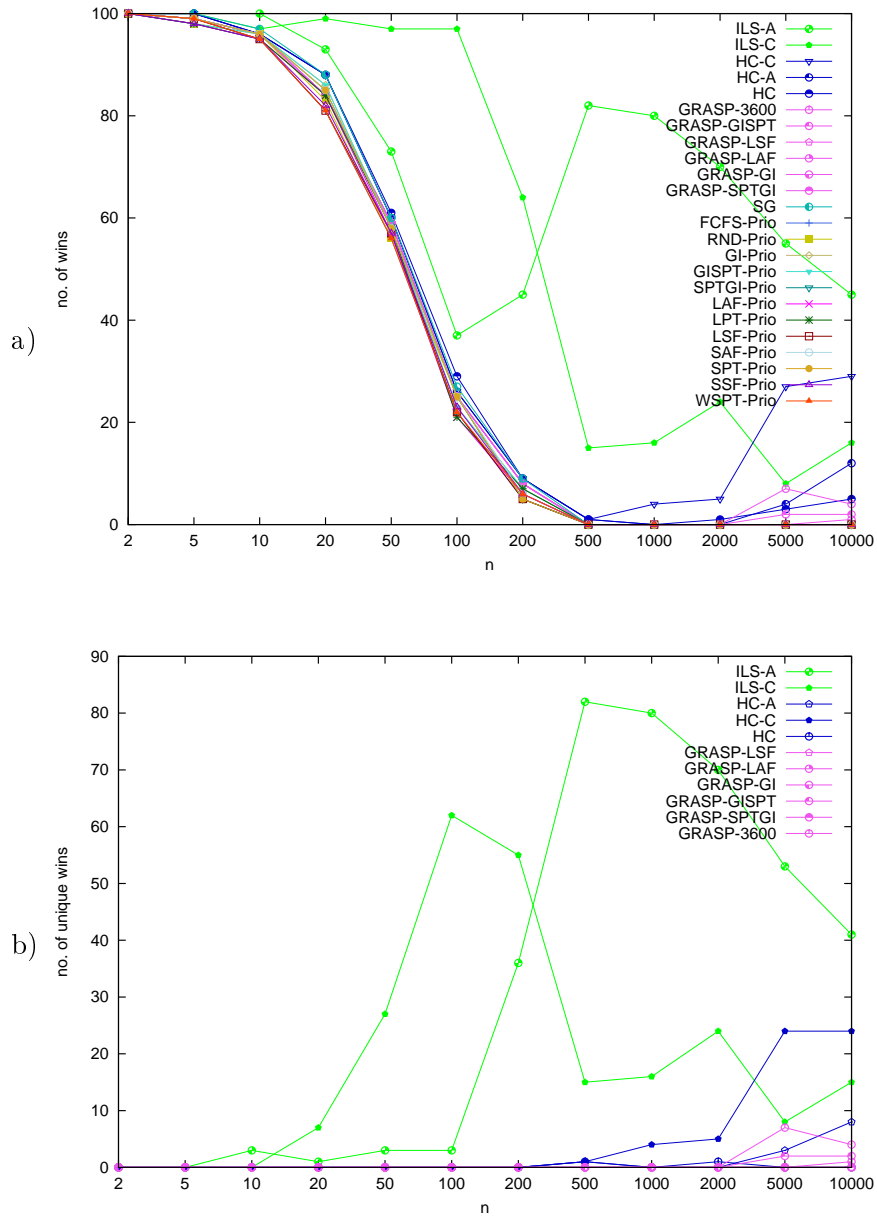 a)
no. of wins
100
80
60
40
20
0
2 5 10 20 50 100 200 500 1000 2000 5000 10000
n
ILS-A
ILS-C
HC-C
HC-A
HC
GRASP-3600
GRASP-GISPT
GRASP-LSF
GRASP-LAF
GRASP-GI
GRASP-SPTGI
SG
FCFS-Prio
RND-Prio
GI-Prio
GISPT-Prio
SPTGI-Prio
LAF-Prio
LPT-Prio
LSF-Prio
SAF-Prio
SPT-Prio
SSF-Prio
WSPT-Prio
b)
no. of unique wins
90
80
70
60
50
40
30
20
10
0
2 5 10 20 50 100 200 500 1000 2000 5000 10000
n
ILS-A
ILS-C
HC-A
HC-C
HC
GRASP-LSF
GRASP-LAF
GRASP-GI
GRASP-GISPT
GRASP-SPTGI
GRASP-3600